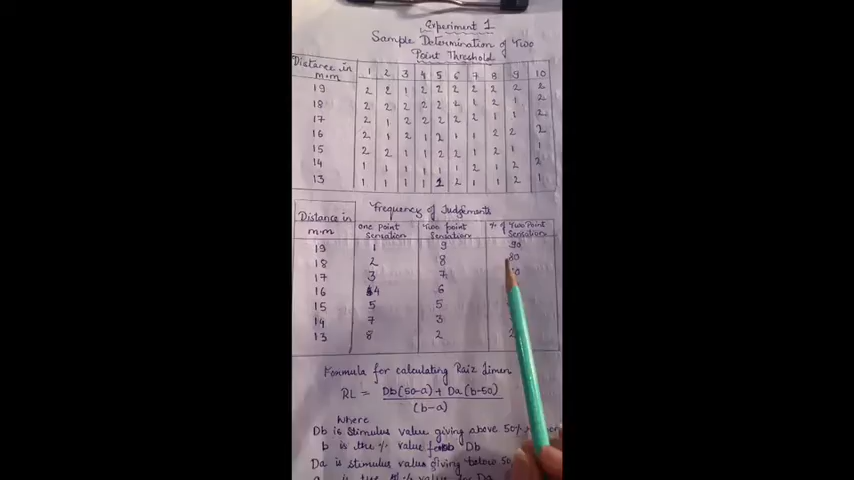 Experiment 1
Sample Determination of Two
Point Threshold
Distance in m.m 1 2 3 4 5 6 7 8 9 10
19 2 2 1 2 2 2 2 2 2 2
18 2 2 2 2 2 2 1 2 1 2
17 2 1 2 2 2 2 2 1 1 2
16 2 1 2 1 2 1 1 2 2 2
15 2 2 1 1 2 2 1 2 1 1
14 1 1 1 1 1 1 2 1 2 2
13 1 1 1 1 2 1 1 2 1
Frequency of Judgements
Distance in m.m One point Sensation Two point Sensation % of Two Point Sensation
19 1 9 90
18 2 8 80
17 3 7
16 4 6
15 5 5
14 7 3
13 8 2 2
Formula for calculating Raiz limen
RL = Db(50-a) + Da(b-50)
(b-a)
Where
Db is Stimulus value giving above 50%
b is the % value for Db
Da is stimulus value giving below 50
a is the % value for Da